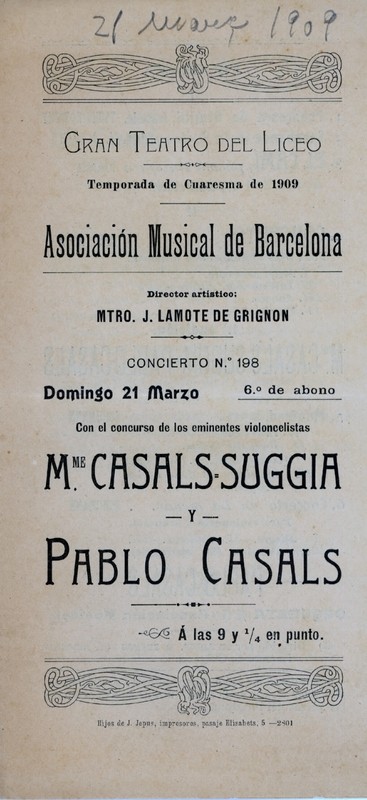 21 Março 1909
GRAN TEATRO DEL LICEO
Temporada de Cuaresma de 1909
Asociación Musical de Barcelona
Director artístico:
MTRO. J. LAMOTE DE GRIGNON
CONCIERTO N.º 198
Domingo 21 Marzo 6.º de abono
Con el concurso de los eminentes violoncelistas
M.ME CASALS-SUGGIA
— Y —
PABLO CASALS
Á las 9 y 1/4 en punto.
Hijos de J. Jepús, impresores, pasaje Elisabets, 5 —2801